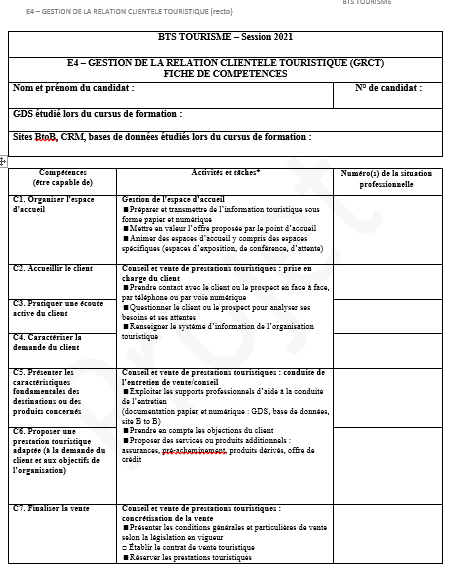 BTS TOURISME
E4 – GESTION DE LA RELATION CLIENTELE TOURISTIQUE (recto)
BTS TOURISME – Session 2021
E4 – GESTION DE LA RELATION CLIENTELE TOURISTIQUE (GRCT)
FICHE DE COMPETENCES
Nom et prénom du candidat :
N° de candidat :
GDS étudié lors du cursus de formation :
Sites BtoB, CRM, bases de données étudiés lors du cursus de formation :
Compétences
(être capable de)
Activités et tâches*
Numéro(s) de la situation
professionnelle
C1. Organiser l'espace
d'accueil
Gestion de l'espace d'accueil
■ Préparer et transmettre de l'information touristique sous
forme papier et numérique
■ Mettre en valeur l'offre proposée par le point d'accueil
■ Animer des espaces d'accueil y compris des espaces
spécifiques (espaces d'exposition, de conférence, d'attente)
C2. Accueillir le client
Conseil et vente de prestations touristiques : prise en
charge du client
■ Prendre contact avec le client ou le prospect en face à face,
par téléphone ou par voie numérique
■ Questionner le client ou le prospect pour analyser ses
besoins et ses attentes
■ Renseigner le système d'information de l'organisation
touristique
C3. Pratiquer une écoute
active du client
C4. Caractériser la
demande du client
C5. Présenter les
caractéristiques
fondamentales des
destinations ou des
produits concernés
Conseil et vente de prestations touristiques : conduite de
l'entretien de vente/conseil
■ Exploiter les supports professionnels d'aide à la conduite
de l'entretien
(documentation papier et numérique : GDS, base de données,
site B to B)
■ Prendre en compte les objections du client
■ Proposer des services ou produits additionnels :
assurances, pré-acheminement, produits dérivés, offre de
crédit
C6. Proposer une
prestation touristique
adaptée (à la demande du
client et aux objectifs de
l'organisation)
C7. Finaliser la vente
Conseil et vente de prestations touristiques :
concrétisation de la vente
■ Présenter les conditions générales et particulières de vente
selon la législation en vigueur
□ Établir le contrat de vente touristique
■ Réserver les prestations touristiques
Projet